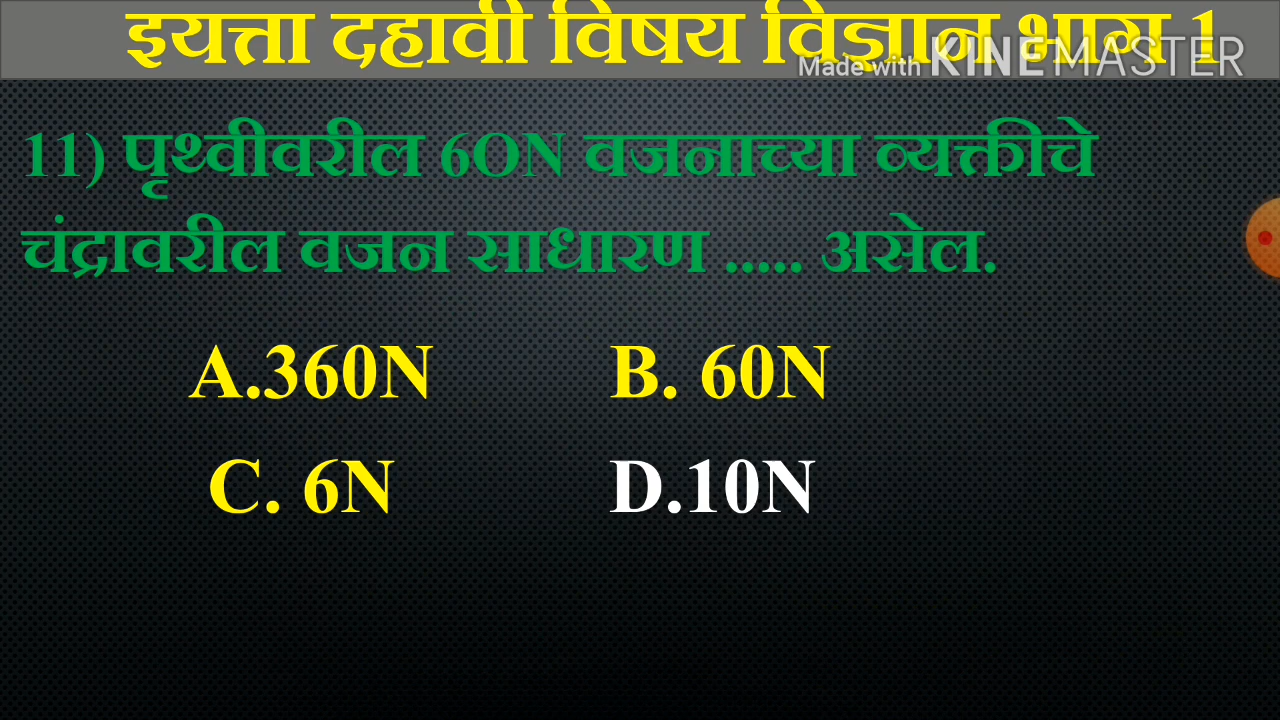 इयत्ता दहावी विषय विज्ञान भाग 1
Made with KINEMASTER
11) पृथ्वीवरील 6ON वजनाच्या व्यक्तीचे
चंद्रावरील वजन साधारण ..... असेल.
A.360N B. 60N
C. 6N D.10N